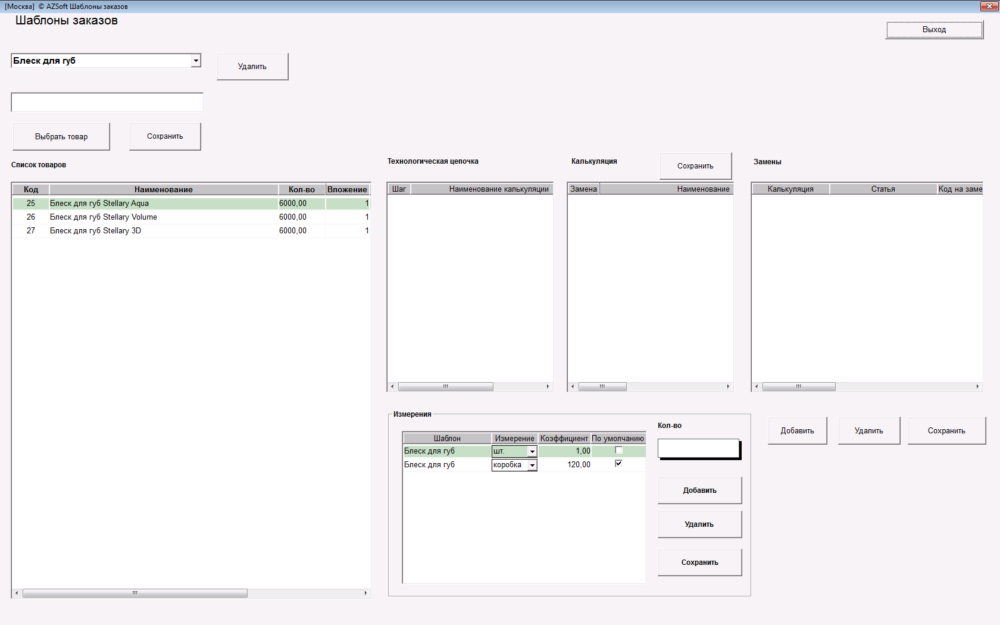 [Москва] © AZSoft Шаблоны заказов
Шаблоны заказов
Выход
Блеск для губ
Удалить
Выбрать товар
Сохранить
Список товаров
Код Наименование Кол-во Вложение
25 Блеск для губ Stellary Aqua 6000,00 1
26 Блеск для губ Stellary Volume 6000,00 1
27 Блеск для губ Stellary 3D 6000,00 1
Технологическая цепочка
Шаг Наименование калькуляции
Калькуляция
Сохранить
Замена Наименование
Замены
Калькуляция Статья Код на заме
Измерения
Шаблон Измерение Коэффициент По умолчанию
Блеск для губ шт. 1,00
Блеск для губ коробка 120,00
Кол-во
Добавить
Удалить
Сохранить
Добавить
Удалить
Сохранить